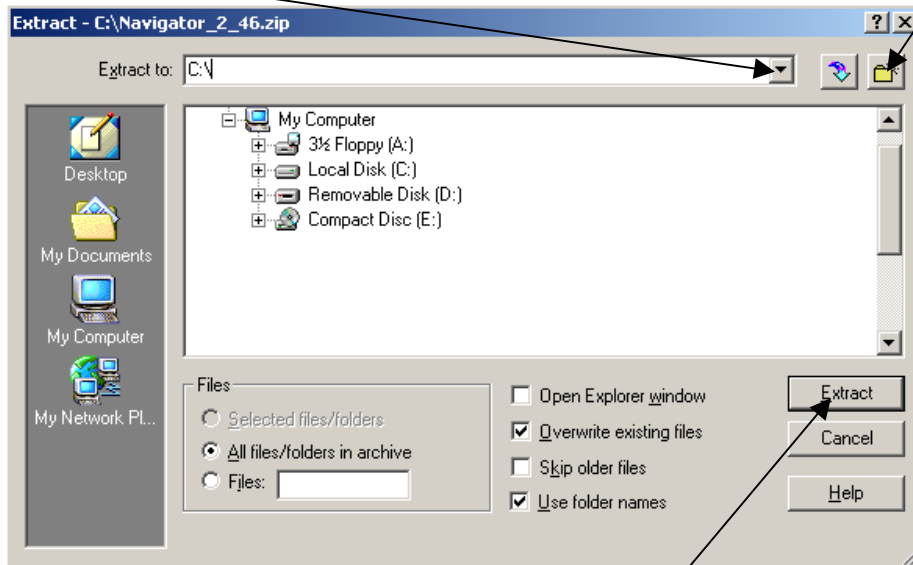 Extract - C:\Navigator_2_46.zip
Extract to: C:\
My Computer
3½ Floppy (A:)
Local Disk (C:)
Removable Disk (D:)
Compact Disc (E:)
Desktop
My Documents
My Computer
My Network Pl...
Files
Selected files/folders
All files/folders in archive
Files:
Open Explorer window
Overwrite existing files
Skip older files
Use folder names
Extract
Cancel
Help